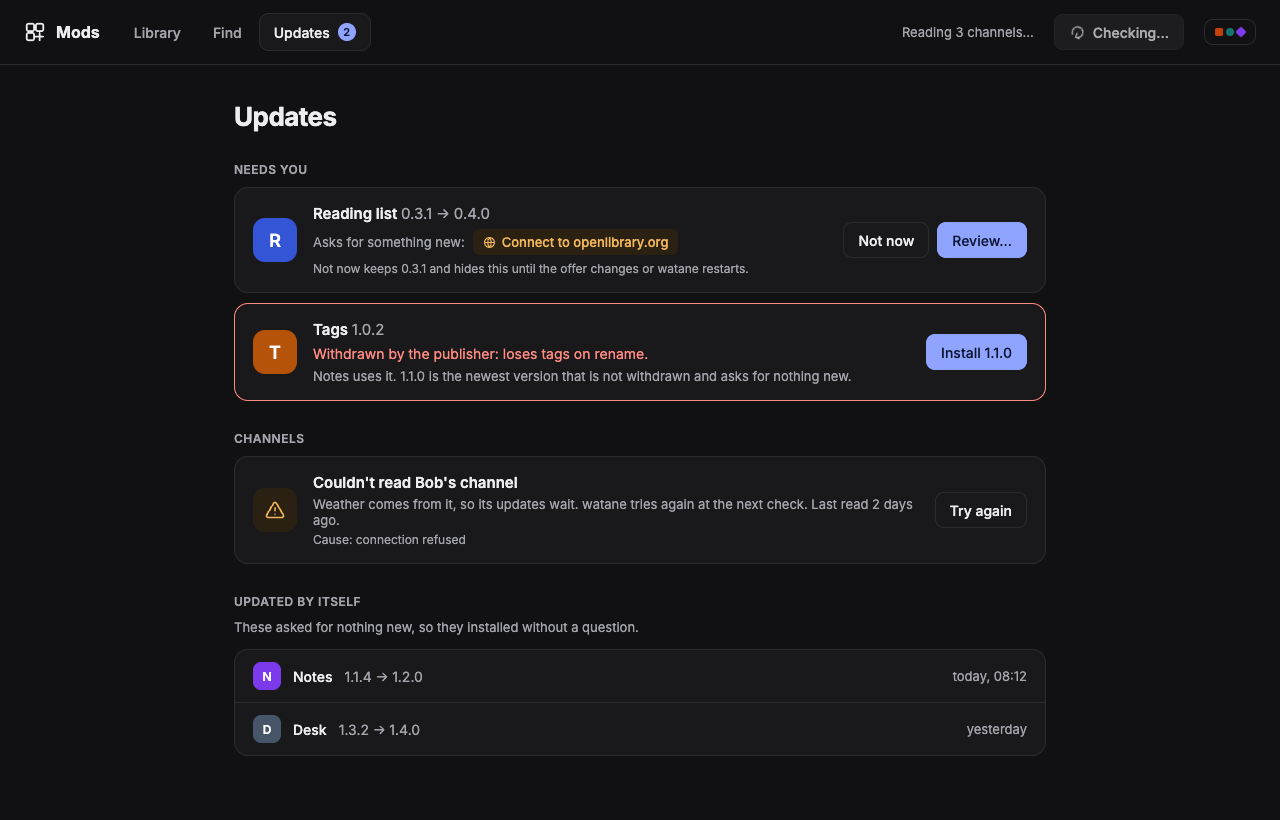 Mods
Library
Find
Updates 2
Reading 3 channels...
Checking...
Updates
NEEDS YOU
R
Reading list 0.3.1 → 0.4.0
Asks for something new: Connect to openlibrary.org
Not now keeps 0.3.1 and hides this until the offer changes or watane restarts.
Not now
Review...
T
Tags 1.0.2
Withdrawn by the publisher: loses tags on rename.
Notes uses it. 1.1.0 is the newest version that is not withdrawn and asks for nothing new.
Install 1.1.0
CHANNELS
Couldn't read Bob's channel
Weather comes from it, so its updates wait. watane tries again at the next check. Last read 2 days
ago.
Cause: connection refused
Try again
UPDATED BY ITSELF
These asked for nothing new, so they installed without a question.
N
Notes 1.1.4 → 1.2.0
today, 08:12
D
Desk 1.3.2 → 1.4.0
yesterday